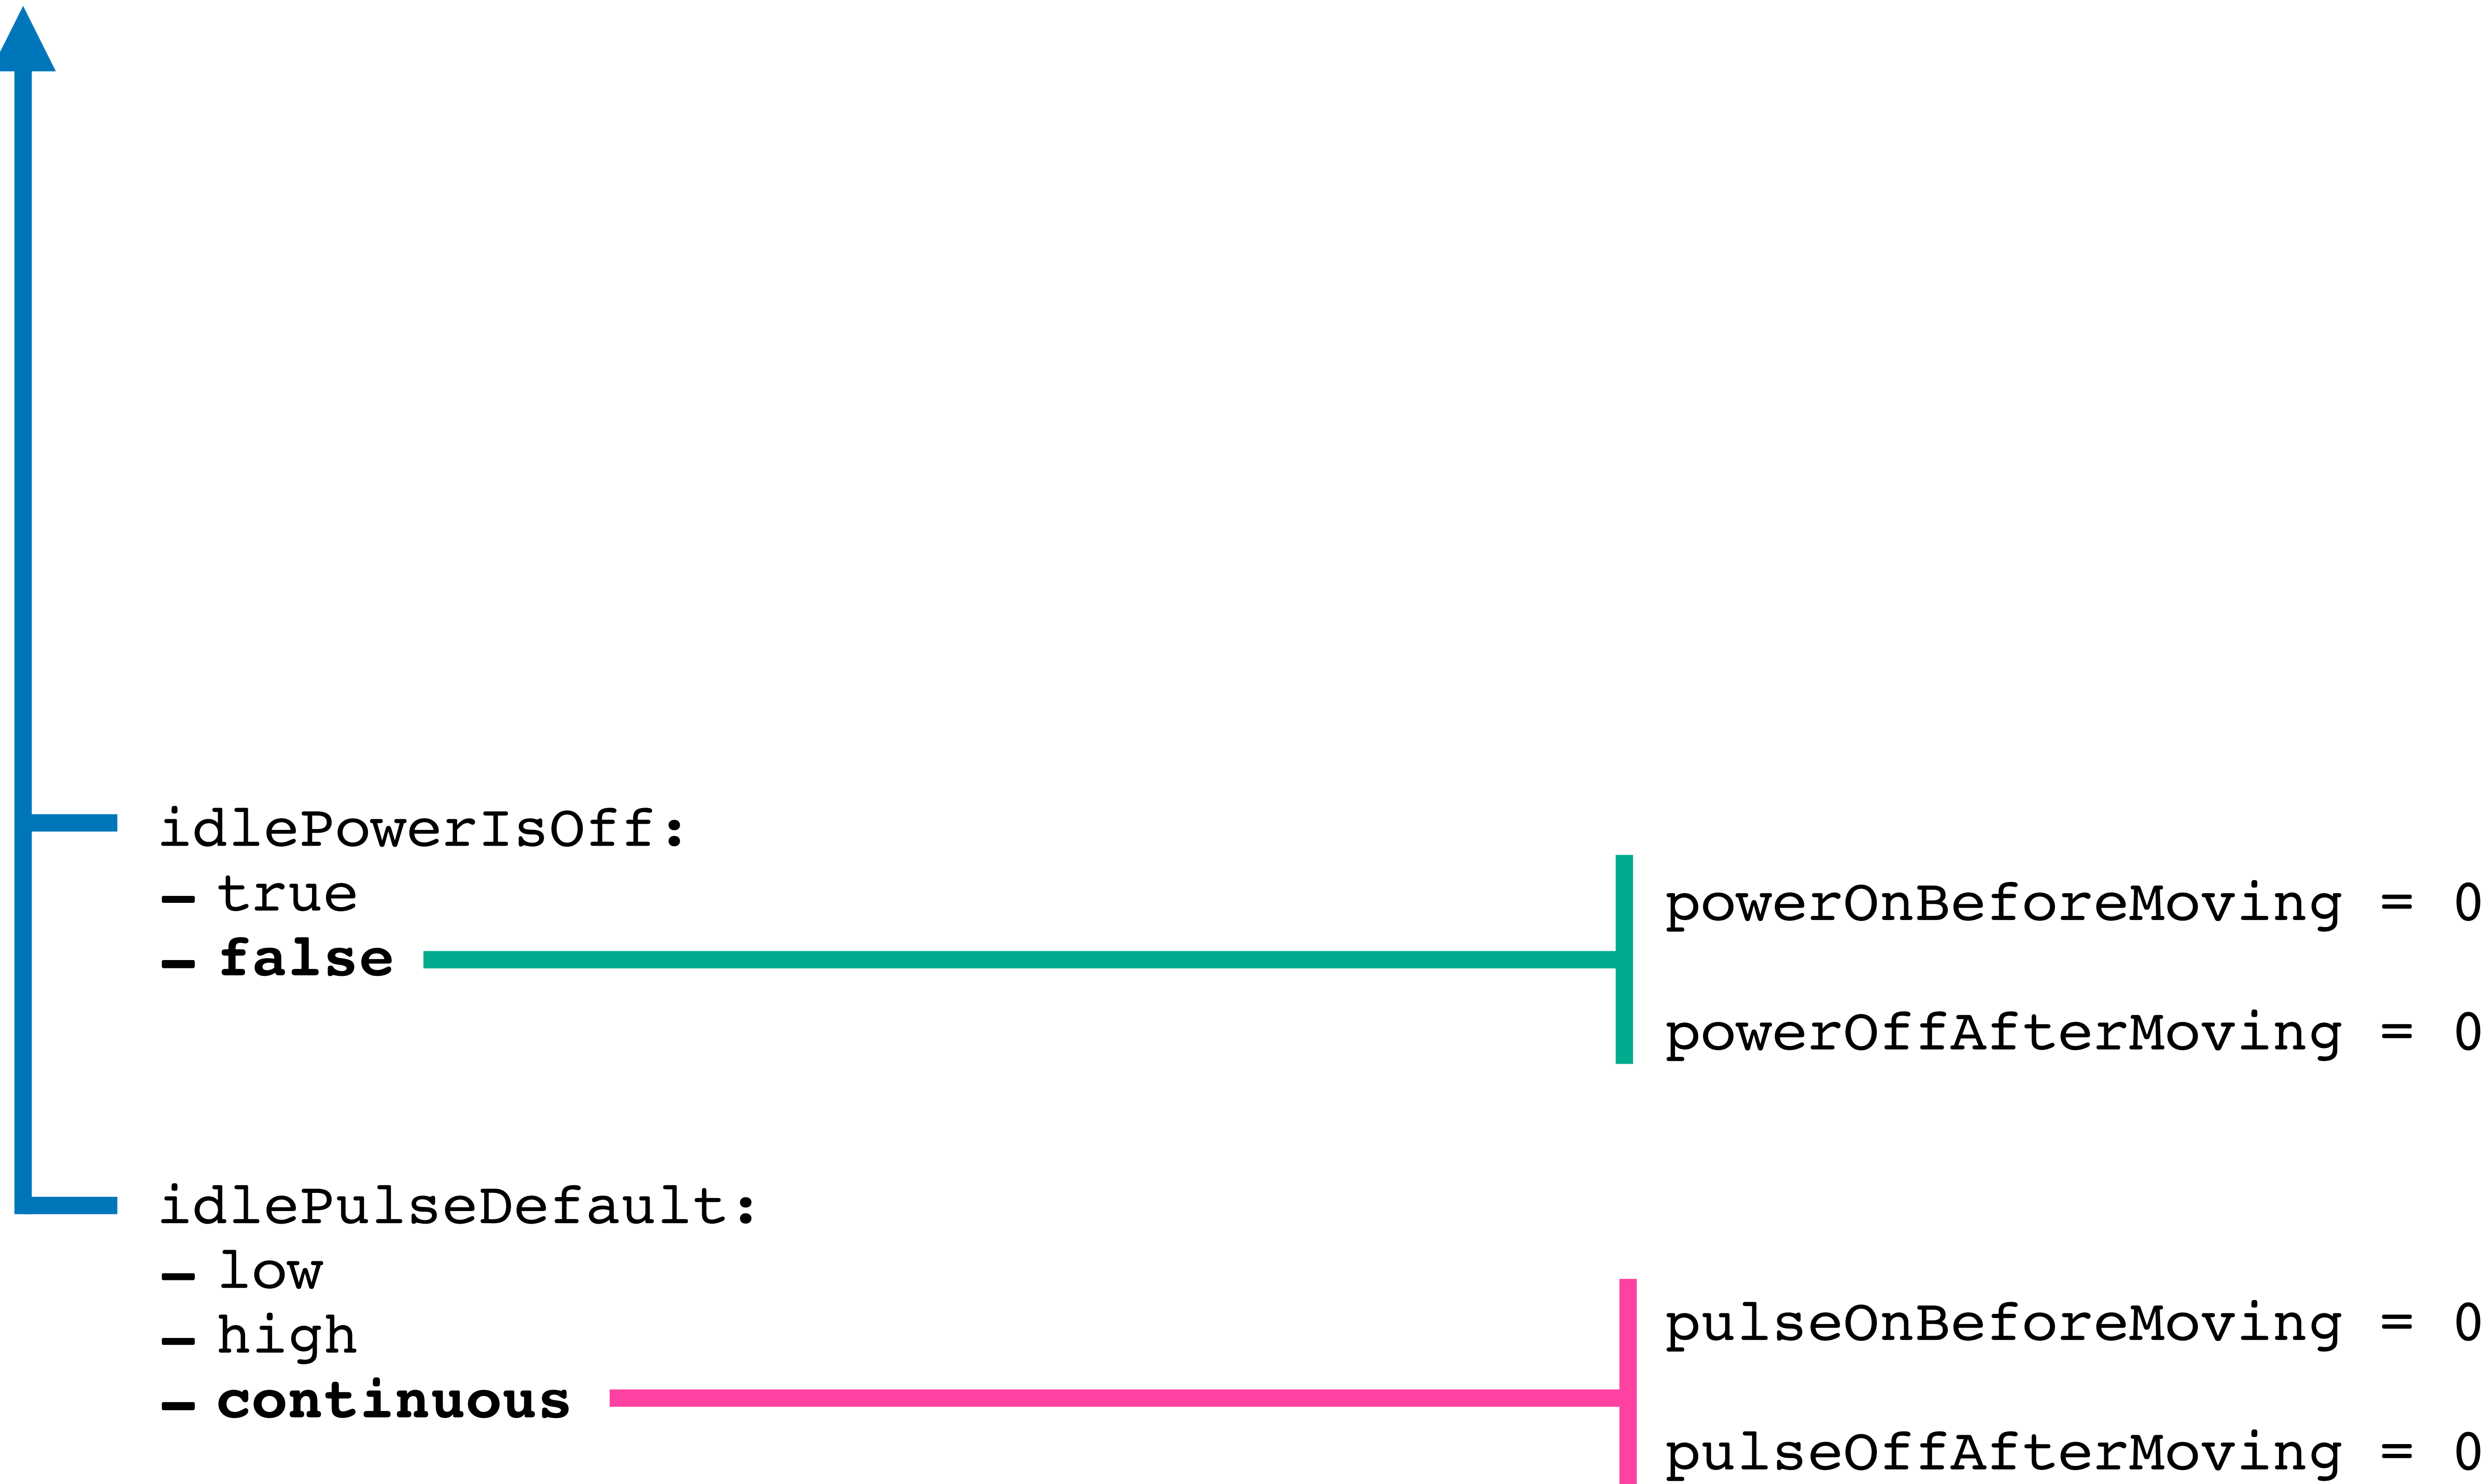 idlePowerIsOff:
- true
- false
powerOnBeforeMoving = 0
powerOffAfterMoving = 0
idlePulseDefault:
- low
- high
- continuous
pulseOnBeforeMoving = 0
pulseOffAfterMoving = 0